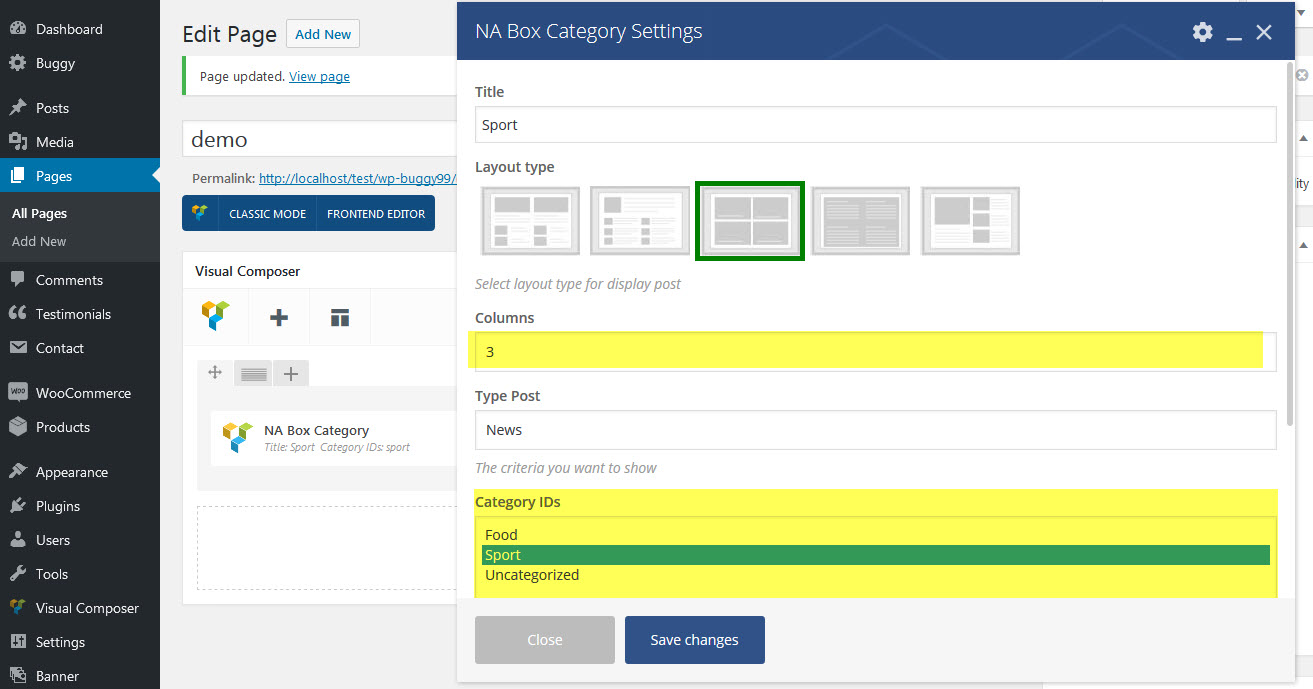 Dashboard
Buggy
Posts
Media
Pages
All Pages
Add New
Comments
Testimonials
Contact
WooCommerce
Products
Appearance
Plugins
Users
Tools
Visual Composer
Settings
Banner
Edit Page Add New
Page updated. View page
demo
Permalink: http://localhost/test/wp-buggy99/
CLASSIC MODE FRONTEND EDITOR
Visual Composer
NA Box Category
Title: Sport Category IDs: sport
NA Box Category Settings
Title
Sport
Layout type
Select layout type for display post
Columns
3
Type Post
News
The criteria you want to show
Category IDs
Food
Sport
Uncategorized
Close Save changes
ity